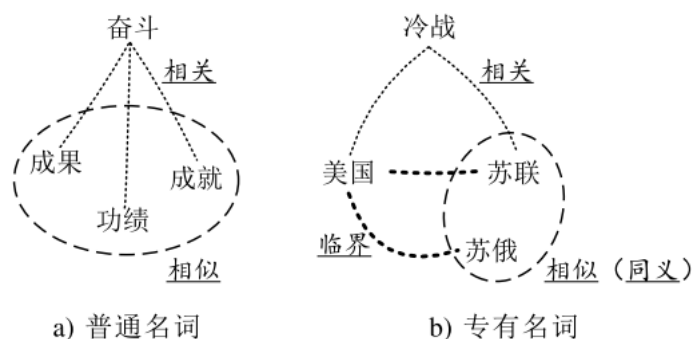 奋斗
相关
成果
成就
功绩
相似
a) 普通名词
冷战
相关
美国
苏联
临界
苏俄
相似（同义）
b) 专有名词